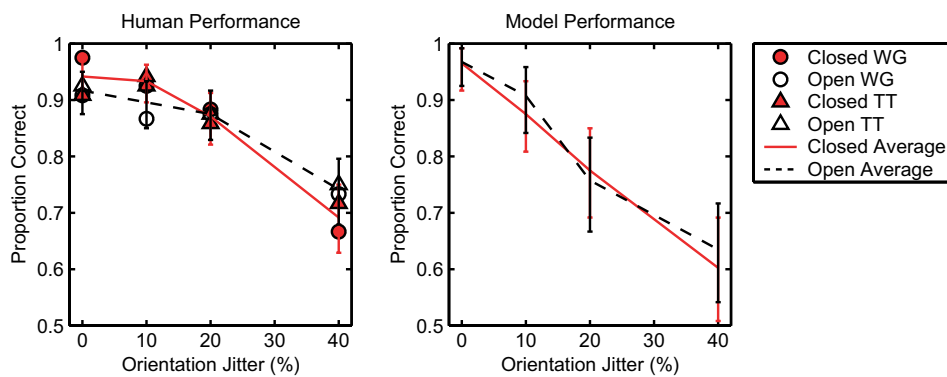 Human Performance
1
0.9
0.8
0.7
0.6
0.5
Proportion Correct
0 10 20 30 40
Orientation Jitter (%)
Model Performance
1
0.9
0.8
0.7
0.6
0.5
Proportion Correct
0 10 20 30 40
Orientation Jitter (%)
Closed WG
Open WG
Closed TT
Open TT
Closed Average
Open Average